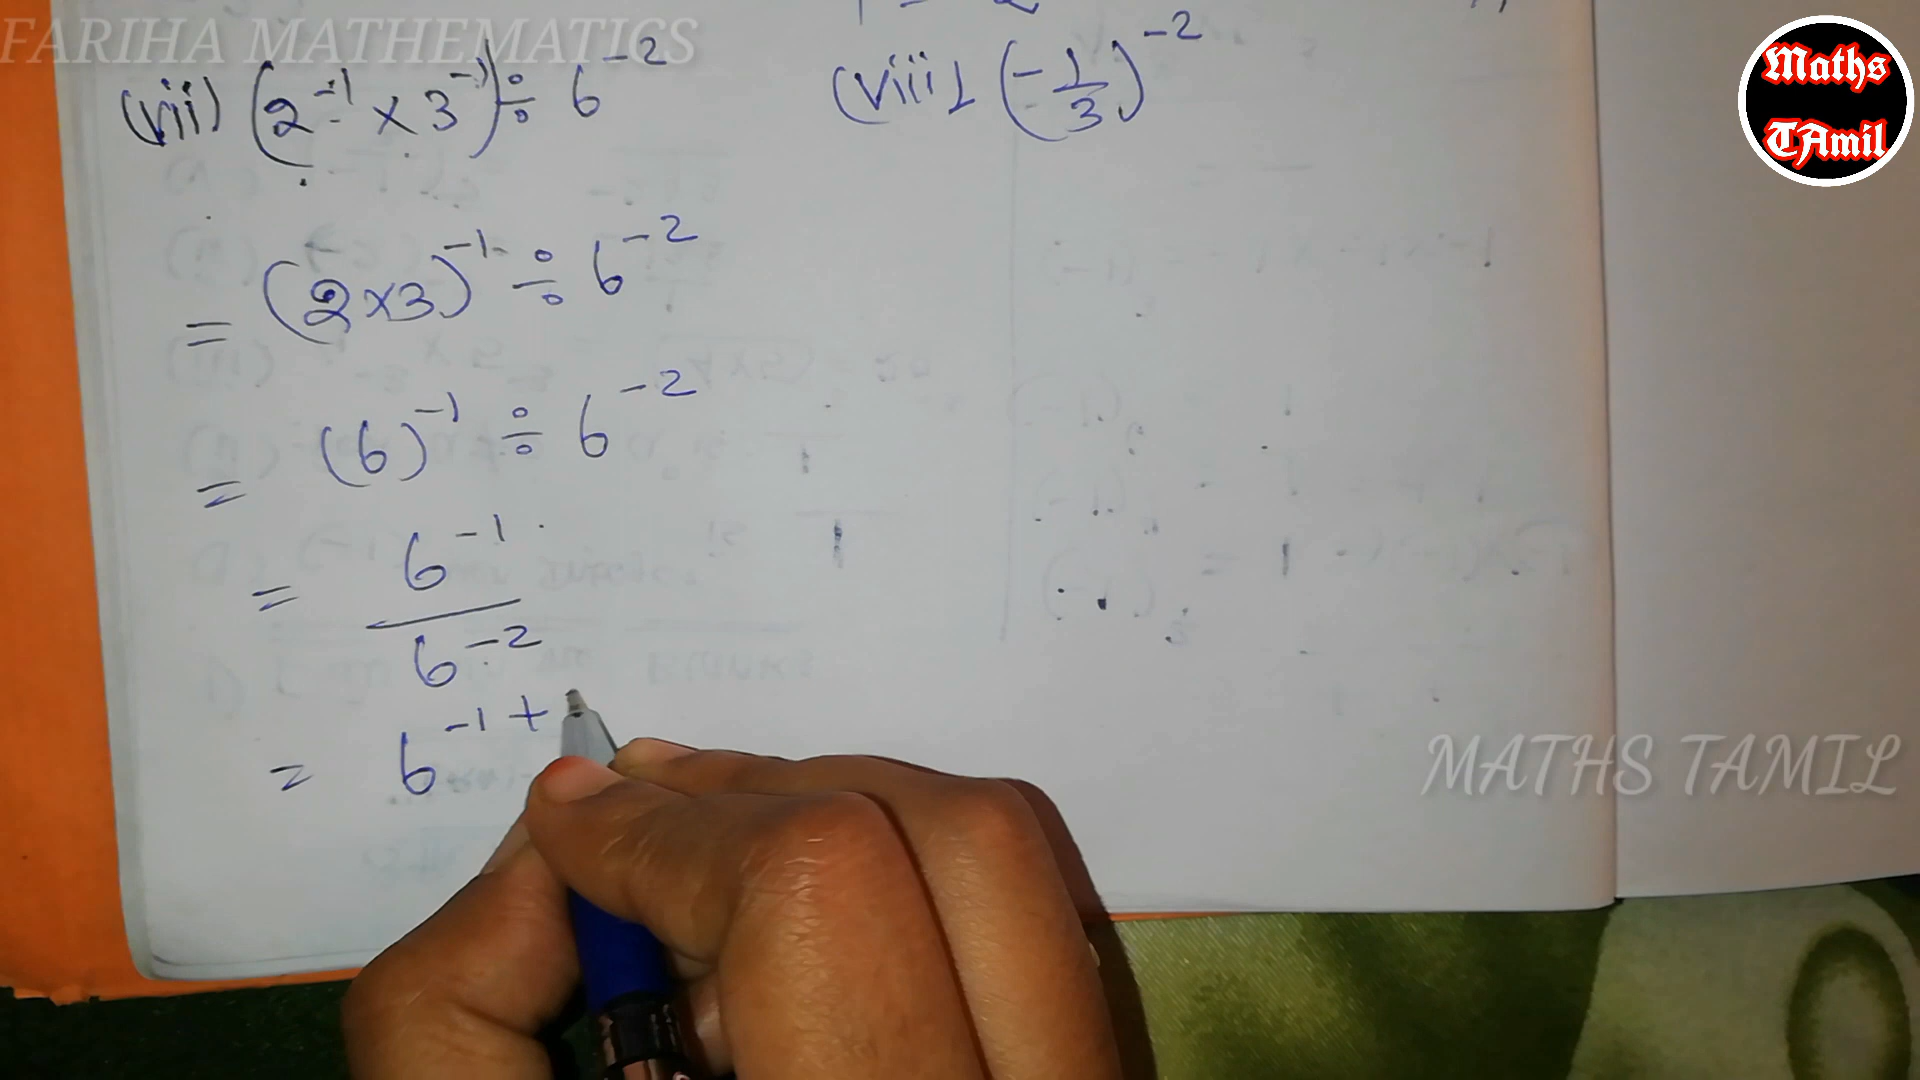 FARIHA MATHEMATICS
(vii) (2⁻¹ × 3⁻¹) ÷ 6⁻²
= (2×3)⁻¹ ÷ 6⁻²
= (6)⁻¹ ÷ 6⁻²
= 6⁻¹
6⁻²
= 6⁻¹⁺
(viii) (-1/3)⁻²
Maths
TAmil
MATHS TAMIL